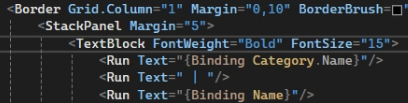 <Border Grid.Column="1" Margin="0,10" BorderBrush="
<StackPanel Margin="5">
<TextBlock FontWeight="Bold" FontSize="15">
<Run Text="{Binding Category.Name}"/>
<Run Text=" | "/>
<Run Text="{Binding Name}"/>